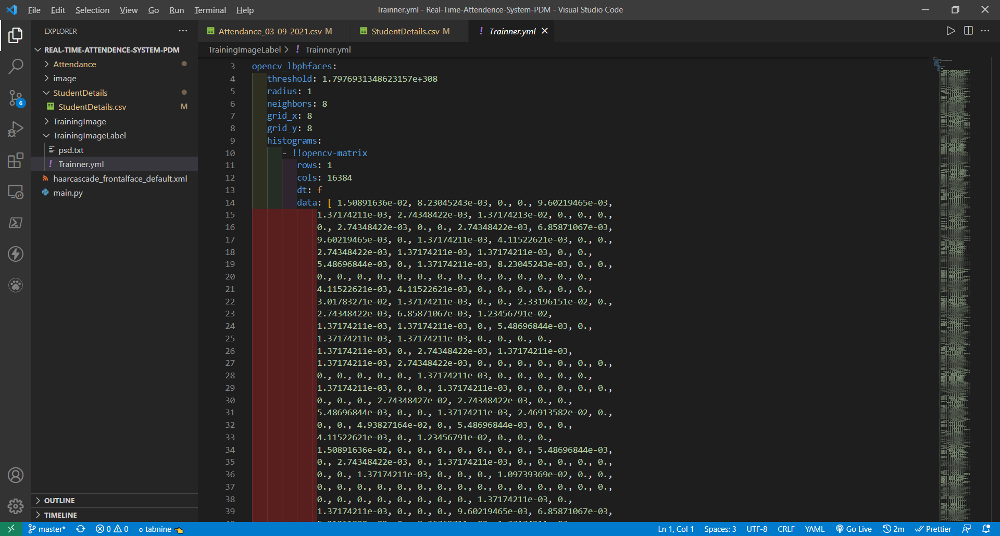 File Edit Selection View Go Run Terminal Help
Trainner.yml - Real-Time-Attendence-System-PDM - Visual Studio Code
EXPLORER
REAL-TIME-ATTENDENCE-SYSTEM-PDM
Attendance
image
StudentDetails
StudentDetails.csv M
TrainingImage
TrainingImageLabel
psd.txt
! Trainner.yml
haarcascade_frontalface_default.xml
main.py
OUTLINE
TIMELINE
6
Attendance_03-09-2021.csv M
StudentDetails.csv M
! Trainner.yml
TrainingImageLabel > ! Trainner.yml
3 opencv_lbphfaces:
4 threshold: 1.7976931348623157e+308
5 radius: 1
6 neighbors: 8
7 grid_x: 8
8 grid_y: 8
9 histograms:
10 - !!opencv-matrix
11 rows: 1
12 cols: 16384
13 dt: f
14 data: [ 1.50891636e-02, 8.23045243e-03, 0., 0., 9.60219465e-03,
15 1.37174211e-03, 2.74348422e-03, 1.37174213e-02, 0., 0., 0.,
16 0., 2.74348422e-03, 0., 0., 2.74348422e-03, 6.85871067e-03,
17 9.60219465e-03, 0., 1.37174211e-03, 4.11522621e-03, 0., 0.,
18 2.74348422e-03, 1.37174211e-03, 1.37174211e-03, 0., 0.,
19 5.48696844e-03, 0., 1.37174211e-03, 8.23045243e-03, 0., 0.,
20 0., 0., 0., 0., 0., 0., 0., 0., 0., 0., 0., 0., 0., 0.,
21 4.11522621e-03, 4.11522621e-03, 0., 0., 0., 0., 0., 0.,
22 3.01783271e-02, 1.37174211e-03, 0., 0., 2.33196151e-02, 0.,
23 2.74348422e-03, 6.85871067e-03, 1.23456791e-02,
24 1.37174211e-03, 1.37174211e-03, 0., 5.48696844e-03, 0.,
25 1.37174211e-03, 1.37174211e-03, 0., 0., 0., 0.,
26 1.37174211e-03, 0., 2.74348422e-03, 1.37174211e-03,
27 1.37174211e-03, 2.74348422e-03, 0., 0., 0., 0., 0., 0., 0.,
28 0., 0., 0., 0., 0., 1.37174211e-03, 0., 0., 0., 0., 0.,
29 1.37174211e-03, 0., 0., 1.37174211e-03, 0., 0., 0., 0., 0.,
30 0., 0., 0., 2.74348427e-02, 2.74348422e-03, 0., 0.,
31 5.48696844e-03, 0., 0., 1.37174211e-03, 2.46913582e-02, 0.,
32 0., 0., 4.93827164e-02, 0., 5.48696844e-03, 0., 0.,
33 4.11522621e-03, 0., 1.23456791e-02, 0., 0., 0.,
34 1.50891636e-02, 0., 0., 0., 0., 0., 0., 0., 5.48696844e-03,
35 0., 2.74348422e-03, 0., 1.37174211e-03, 0., 0., 0., 0., 0.,
36 0., 0., 1.37174211e-03, 0., 0., 0., 1.09739369e-02, 0., 0.,
37 0., 0., 0., 0., 0., 0., 0., 0., 0., 0., 0., 0., 0., 0., 0.,
38 0., 0., 0., 0., 0., 0., 0., 0., 1.37174211e-03, 0.,
39 1.37174211e-03, 0., 0., 0., 9.60219465e-03, 6.85871067e-03,
master* 0 0 tabnine
Ln 1, Col 1 Spaces: 3 UTF-8 CRLF YAML Go Live 2m Prettier